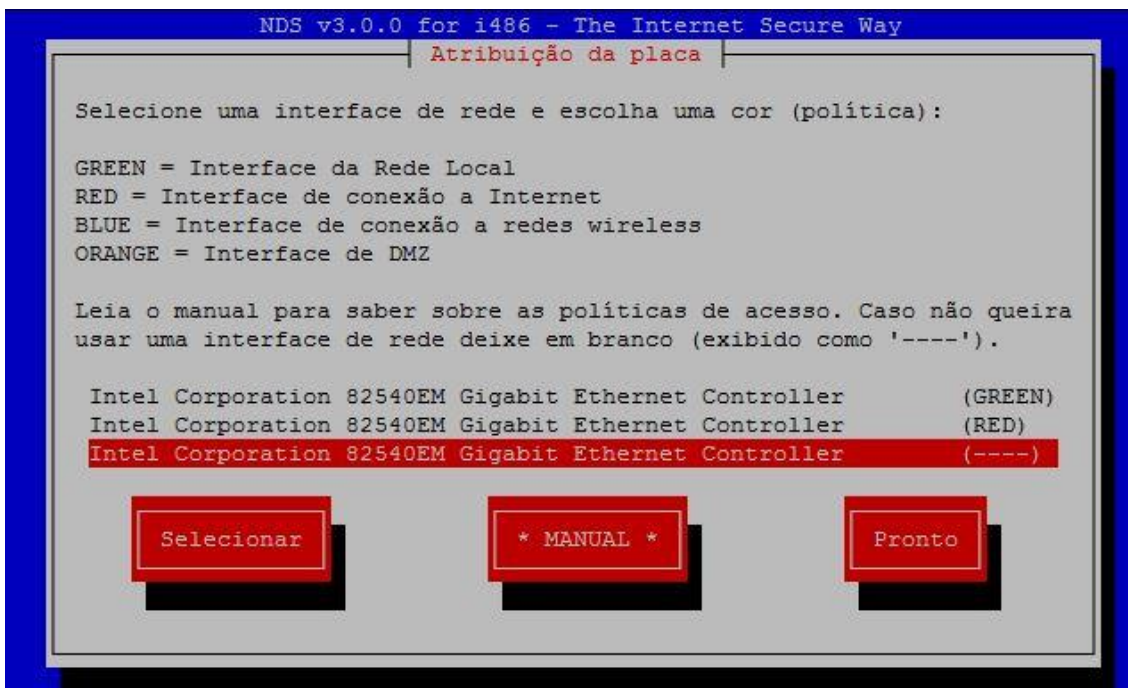 NDS v3.0.0 for i486 - The Internet Secure Way
Atribuição da placa
Selecione uma interface de rede e escolha uma cor (política):
GREEN = Interface da Rede Local
RED = Interface de conexão a Internet
BLUE = Interface de conexão a redes wireless
ORANGE = Interface de DMZ
Leia o manual para saber sobre as políticas de acesso. Caso não queira
usar uma interface de rede deixe em branco (exibido como '----').
Intel Corporation 82540EM Gigabit Ethernet Controller (GREEN)
Intel Corporation 82540EM Gigabit Ethernet Controller (RED)
Intel Corporation 82540EM Gigabit Ethernet Controller (----)
Selecionar * MANUAL * Pronto